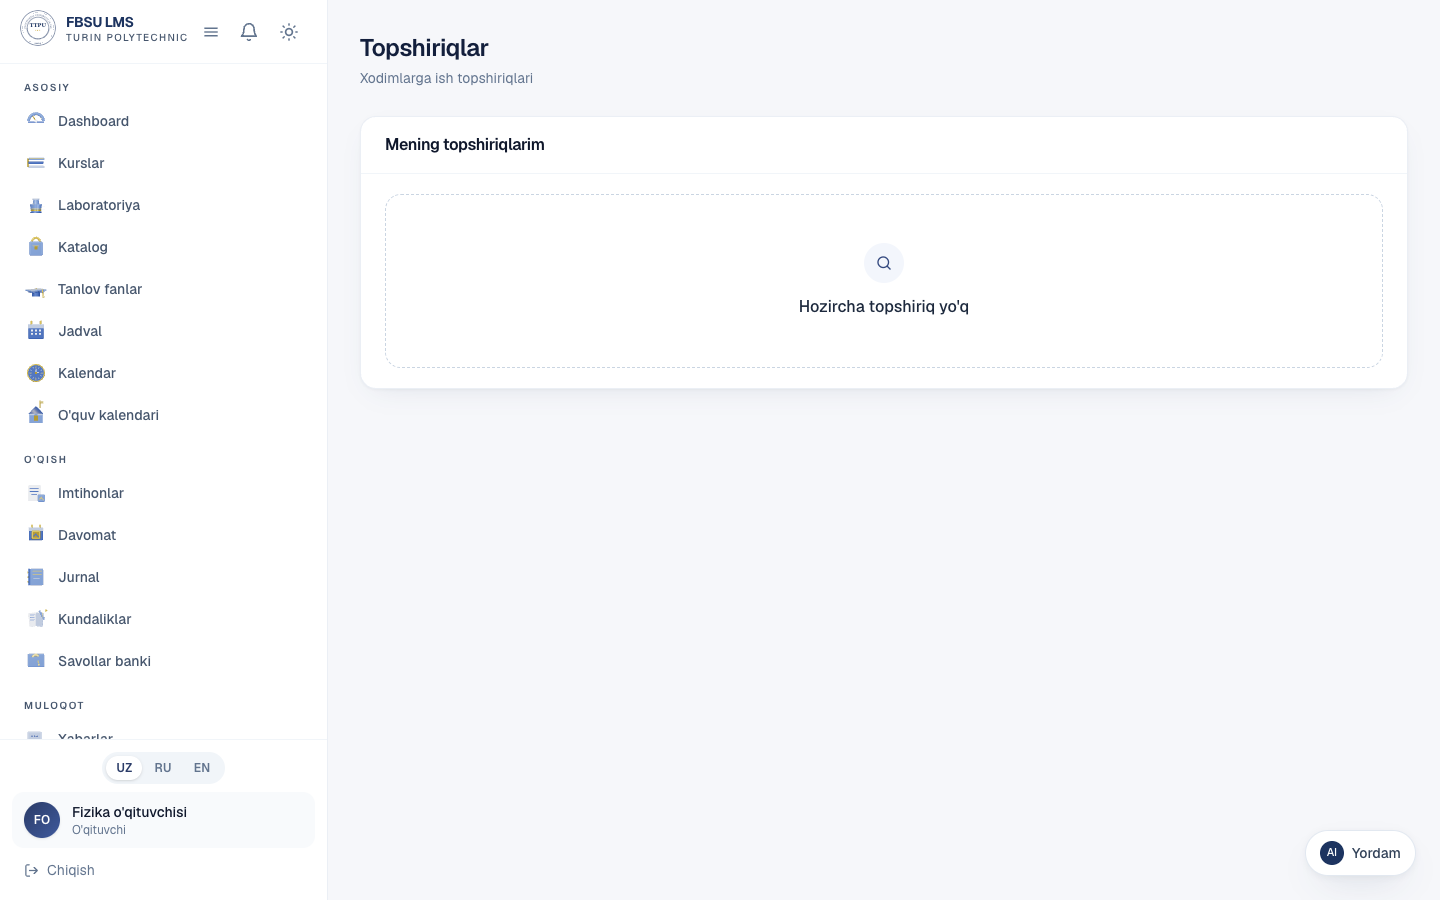 TTPU
FBSU LMS
TURIN POLYTECHNIC
ASOSIY
Dashboard
Kurslar
Laboratoriya
Katalog
Tanlov fanlar
Jadval
Kalendar
O'quv kalendari
O'QISH
Imtihonlar
Davomat
Jurnal
Kundaliklar
Savollar banki
MULOQOT
Xabarlar
UZ RU EN
FO
Fizika o'qituvchisi
O'qituvchi
Chiqish
Topshiriqlar
Xodimlarga ish topshiriqlari
Mening topshiriqlarim
Hozircha topshiriq yo'q
AI Yordam